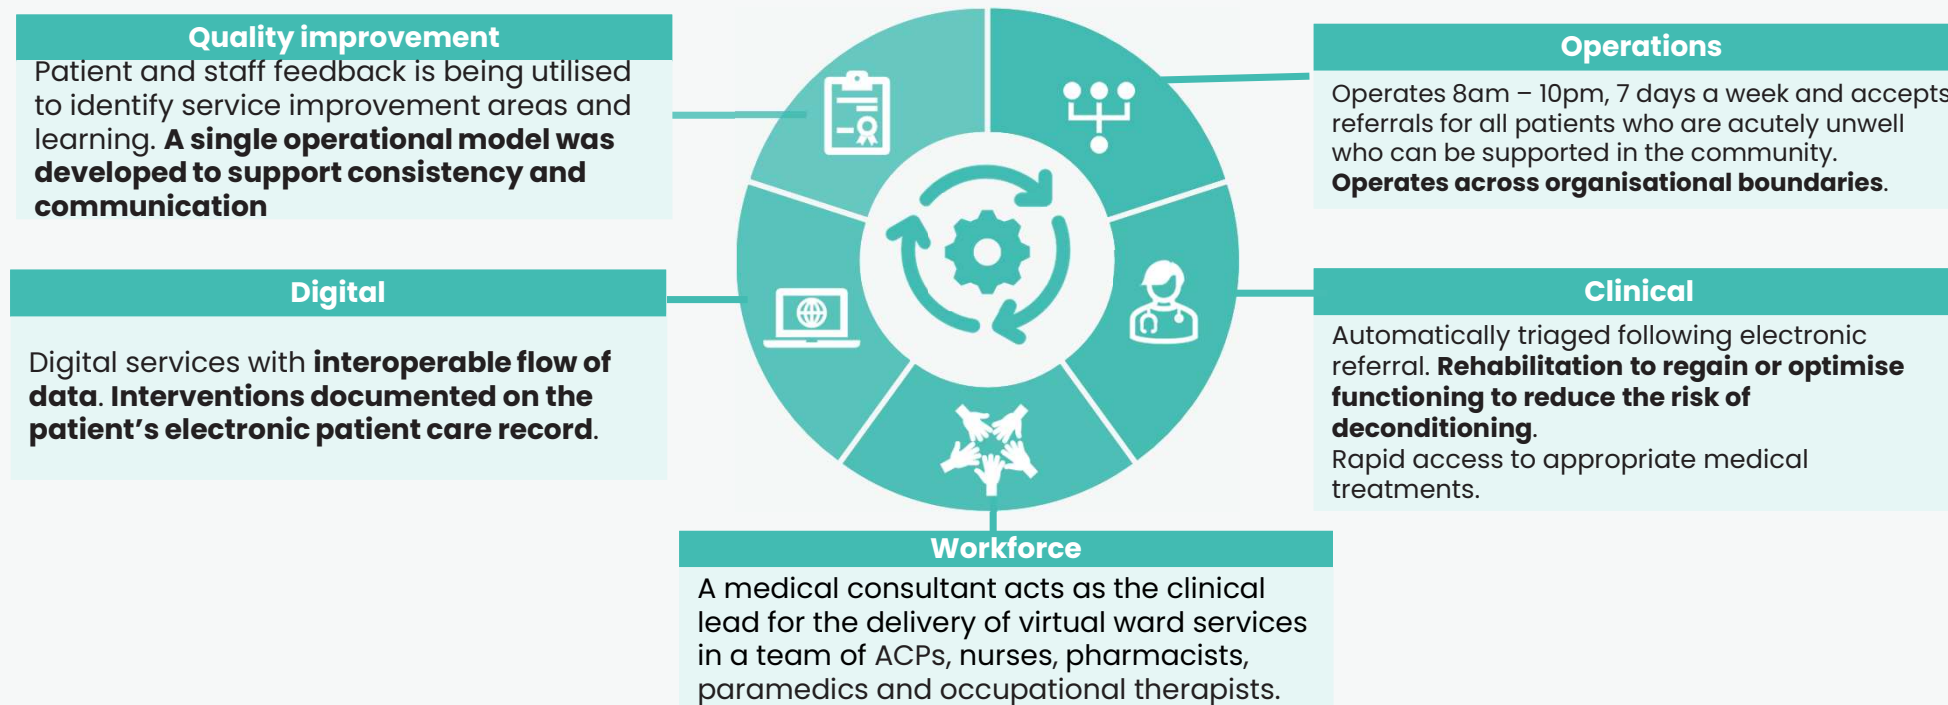 Quality improvement
Patient and staff feedback is being utilised
to identify service improvement areas and
learning. A single operational model was
developed to support consistency and
communication
Operations
Operates 8am – 10pm, 7 days a week and accepts
referrals for all patients who are acutely unwell
who can be supported in the community.
Operates across organisational boundaries.
Digital
Digital services with interoperable flow of
data. Interventions documented on the
patient’s electronic patient care record.
Clinical
Automatically triaged following electronic
referral. Rehabilitation to regain or optimise
functioning to reduce the risk of
deconditioning.
Rapid access to appropriate medical
treatments.
Workforce
A medical consultant acts as the clinical
lead for the delivery of virtual ward services
in a team of ACPs, nurses, pharmacists,
paramedics and occupational therapists.